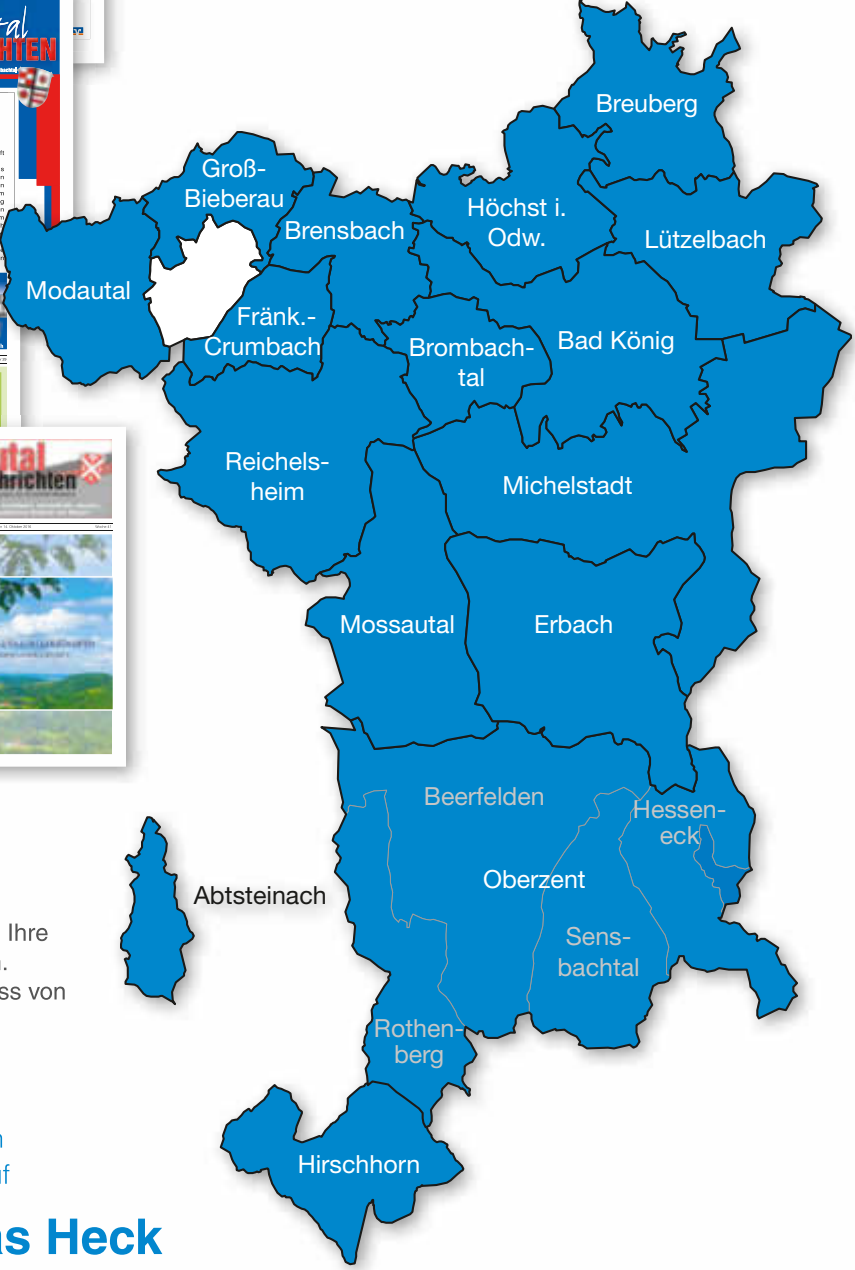 Breuberg
Groß-
Bieberau
Höchst i.
Odw.
Brensbach
Lützelbach
Modautal
Fränk.-
Crumbach
Brombach-
tal
Bad König
Reichels-
heim
Michelstadt
Mossautal
Erbach
Beerfelden
Hessen-
eck
Oberzent
Abtsteinach
Sens-
bachtal
Rothen-
berg
Hirschhorn
Ihre
ss von
uf
as Heck